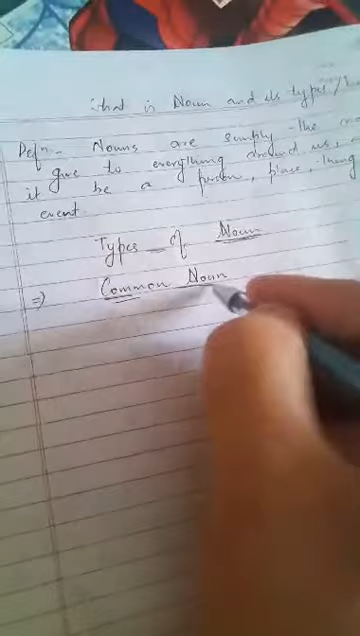 What is Noun and its types/
Defn- Nouns are simply the
give to everything around us,
it be a person, place, thing
event.
Types of Noun
⇒ Common Noun